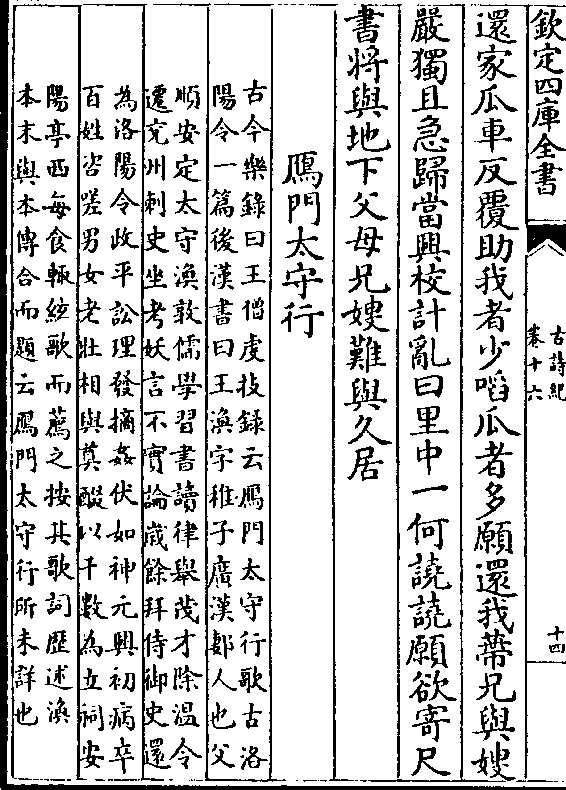 欽定四庫全書
古詩紀
卷十六
十四
還家瓜車反覆助我者少啗瓜者多願還我蔕兄與嫂
嚴獨且急歸當興校計亂曰里中一何譊譊願欲寄尺
書将與地下父母兄嫂難與久居
鴈門太守行
古今樂錄曰王僧䖍技録云鴈門太守行歌古洛
陽令一篇後漢書曰王渙字稚子廣漢郪人也父
順安定太守渙敦儒學習書讀律舉茂才除温令
遷兖州刺史坐考妖言不實論嵗餘拜侍御史還
為洛陽令政平訟理發摘姦伏如神元興初病卒
百姓咨嗟男女老壯相與奠醊以千數為立祠安
陽亭西每食輙絃歌而薦之按其歌詞歴述渙
本末與本傳合而題云鴈門太守行所未詳也